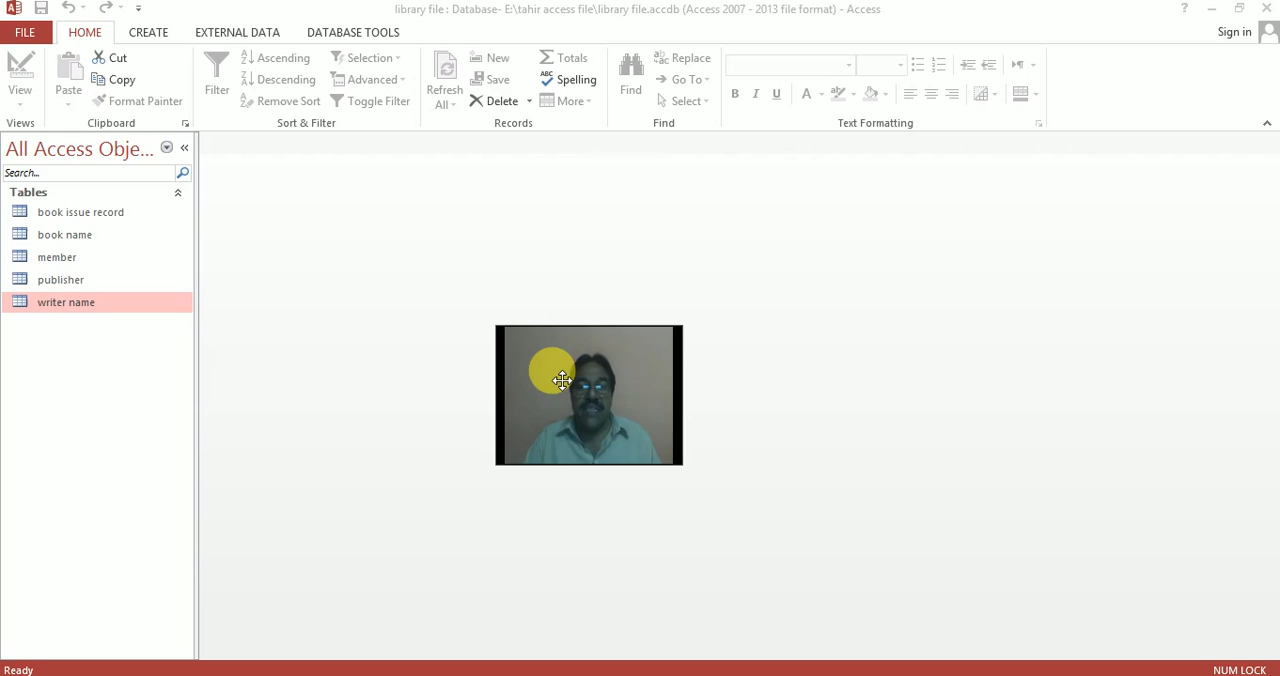 library file : Database- E:\tahir access file\library file.accdb (Access 2007 - 2013 file format) - Access
?
FILE
HOME
CREATE
EXTERNAL DATA
DATABASE TOOLS
Sign in
View
Paste
Cut
Copy
Format Painter
Filter
Ascending
Descending
Remove Sort
Selection
Advanced
Toggle Filter
Refresh
All
New
Save
Delete
Totals
Spelling
More
Find
Replace
Go To
Select
B I U A
Views
Clipboard
Sort & Filter
Records
Find
Text Formatting
All Access Obje...
Search...
Tables
book issue record
book name
member
publisher
writer name
Ready
NUM LOCK